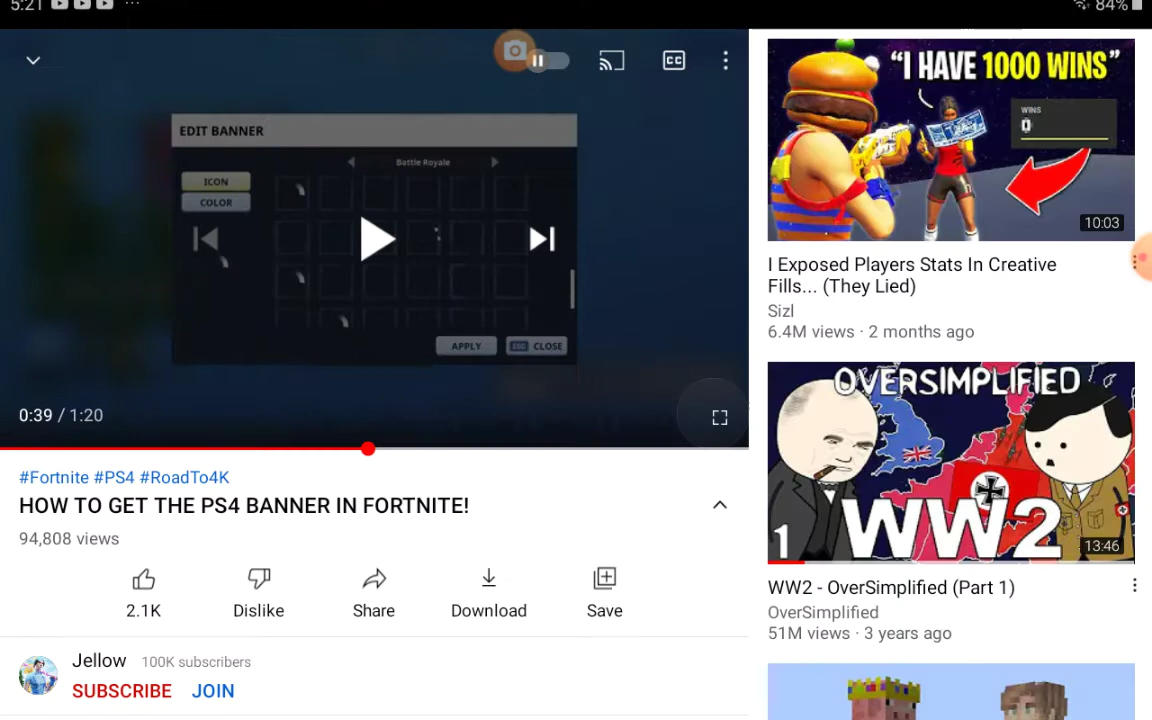 5:21
84%
EDIT BANNER
Battle Royale
ICON
COLOR
APPLY
ESC CLOSE
CC
0:39 / 1:20
#Fortnite #PS4 #RoadTo4K
HOW TO GET THE PS4 BANNER IN FORTNITE!
94,808 views
2.1K
Dislike
Share
Download
Save
Jellow 100K subscribers
SUBSCRIBE JOIN
"I HAVE 1000 WINS"
WINS
0
10:03
I Exposed Players Stats In Creative
Fills... (They Lied)
Sizl
6.4M views · 2 months ago
OVERSIMPLIFIED
WW2
1
13:46
WW2 - OverSimplified (Part 1)
OverSimplified
51M views · 3 years ago